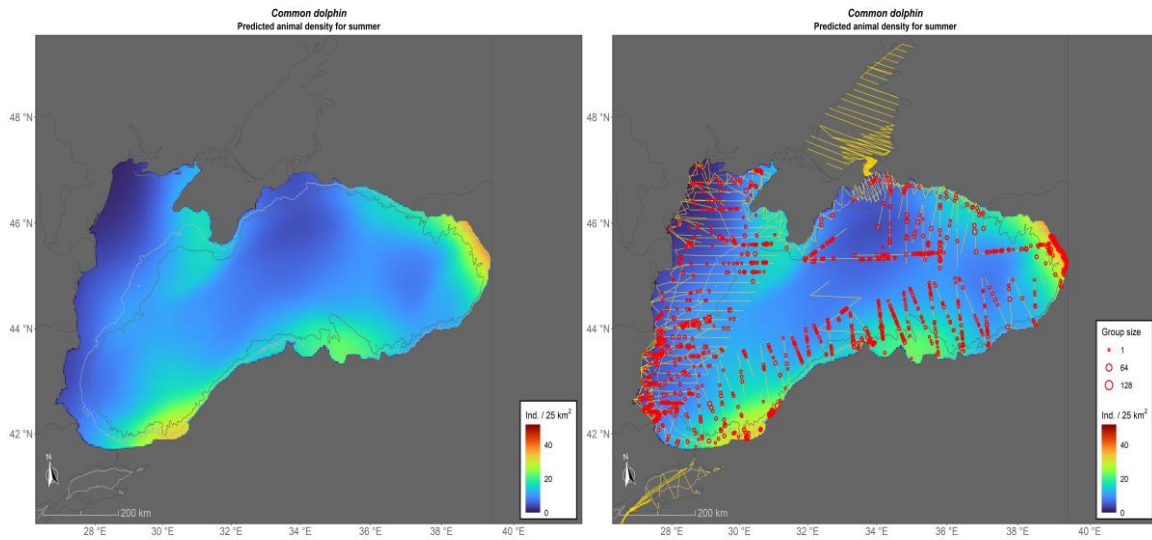 Common dolphin
Predicted animal density for summer
48 °N
46 °N
44 °N
42 °N
N
200 km
28 °E
30 °E
32 °E
34 °E
36 °E
38 °E
40 °E
Ind. / 25 km²
40
20
0
Common dolphin
Predicted animal density for summer
48 °N
46 °N
44 °N
42 °N
N
200 km
28 °E
30 °E
32 °E
34 °E
36 °E
38 °E
40 °E
Group size
1
64
128
Ind. / 25 km²
40
20
0